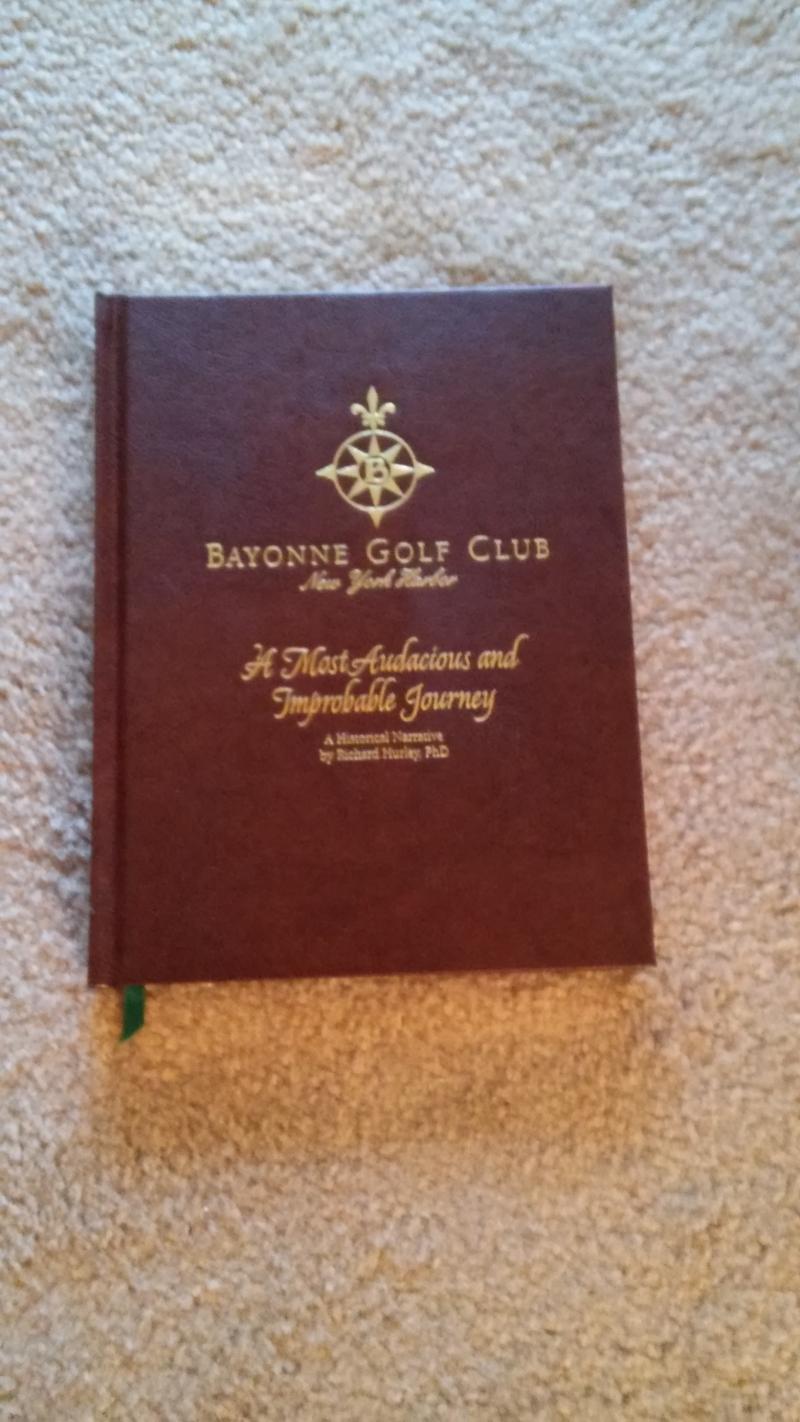 B
BAYONNE GOLF CLUB
New York Harbor
A Most Audacious and
Improbable Journey
A Historical Narrative
by Richard Hurley, PhD